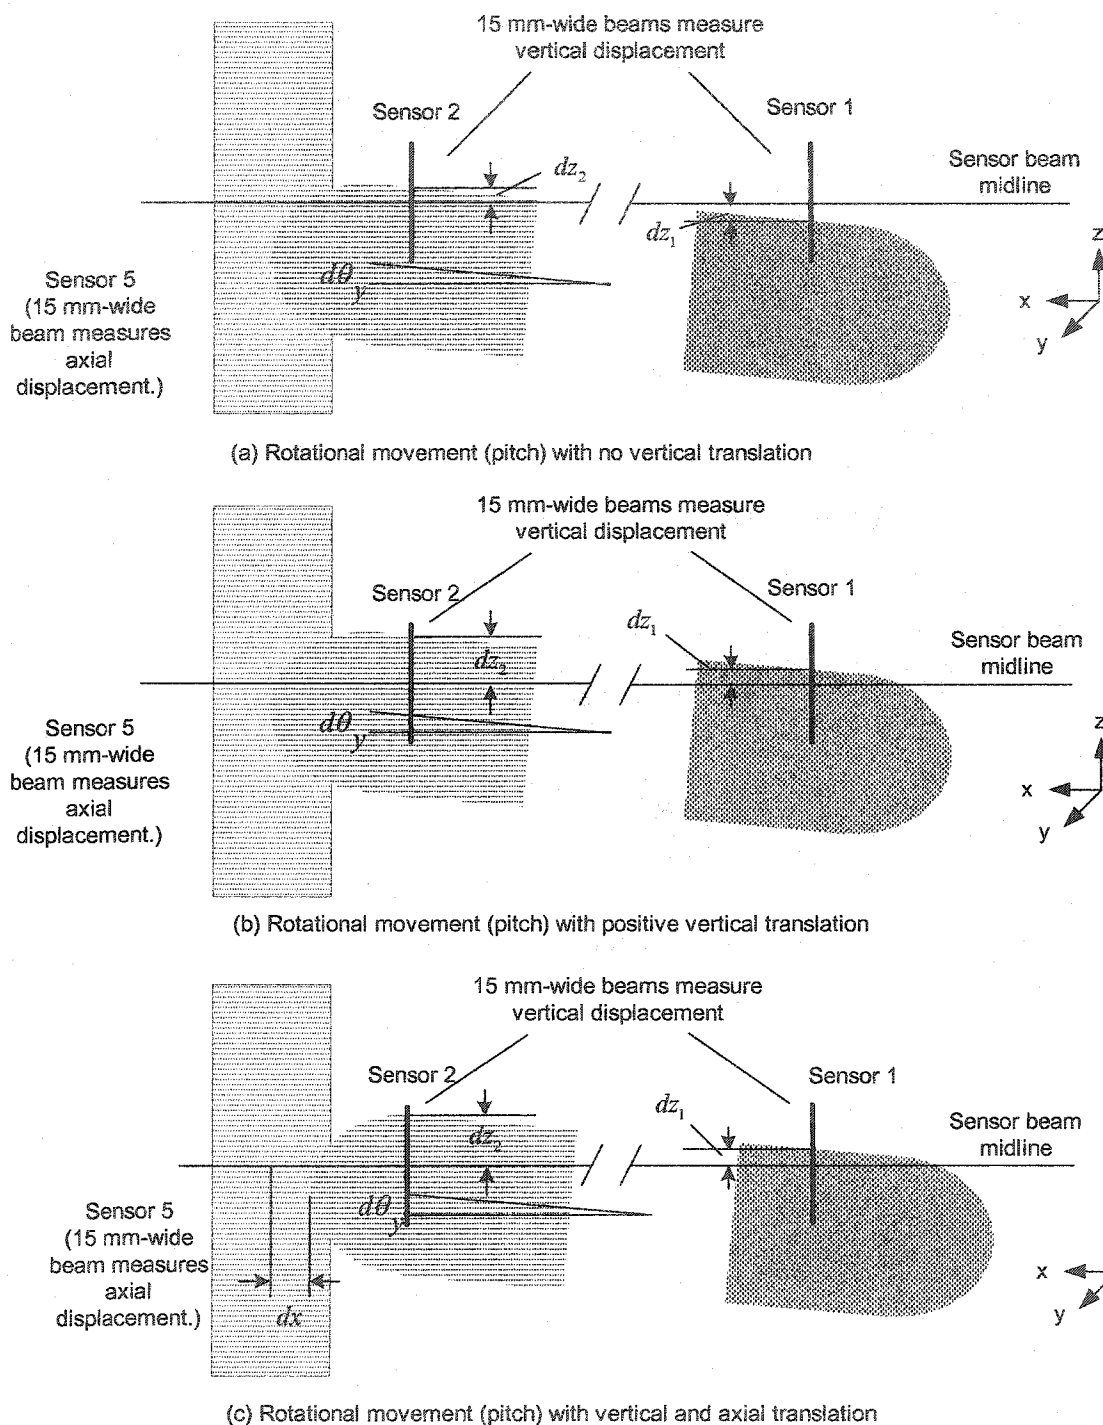 15 mm-wide beams measure
vertical displacement
Sensor 2
Sensor 1
dz₂
Sensor beam
midline
dz₁
z
Sensor 5
(15 mm-wide
beam measures
axial
displacement.)
dθy
x
y
(a) Rotational movement (pitch) with no vertical translation
15 mm-wide beams measure
vertical displacement
Sensor 2
Sensor 1
dz₁
dz₂
Sensor beam
midline
Sensor 5
(15 mm-wide
beam measures
axial
displacement.)
dθy
z
x
y
(b) Rotational movement (pitch) with positive vertical translation
15 mm-wide beams measure
vertical displacement
Sensor 2
Sensor 1
dz₁
dz₂
Sensor beam
midline
Sensor 5
(15 mm-wide
beam measures
axial
displacement.)
dθy
dx
x
y
(c) Rotational movement (pitch) with vertical and axial translation